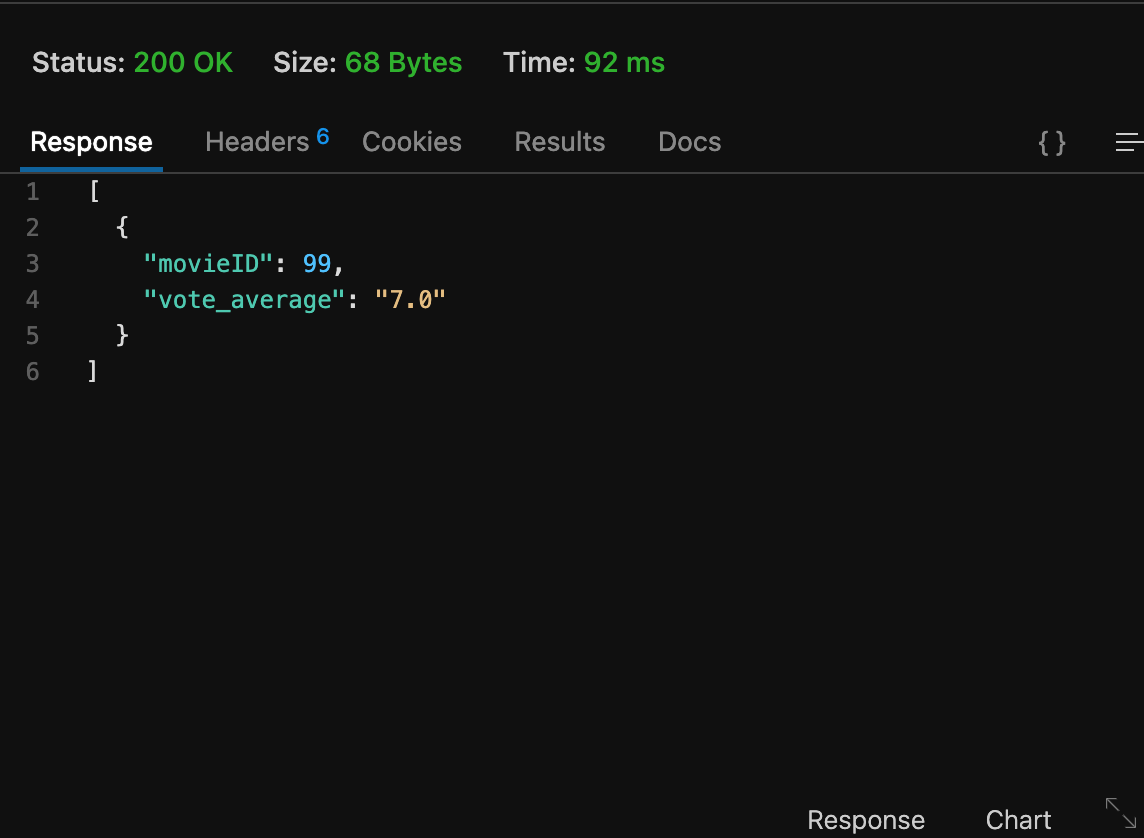 Status: 200 OK Size: 68 Bytes Time: 92 ms
Response Headers 6 Cookies Results Docs { }
1 [
2 {
3 "movieID": 99,
4 "vote_average": "7.0"
5 }
6 ]
Response Chart